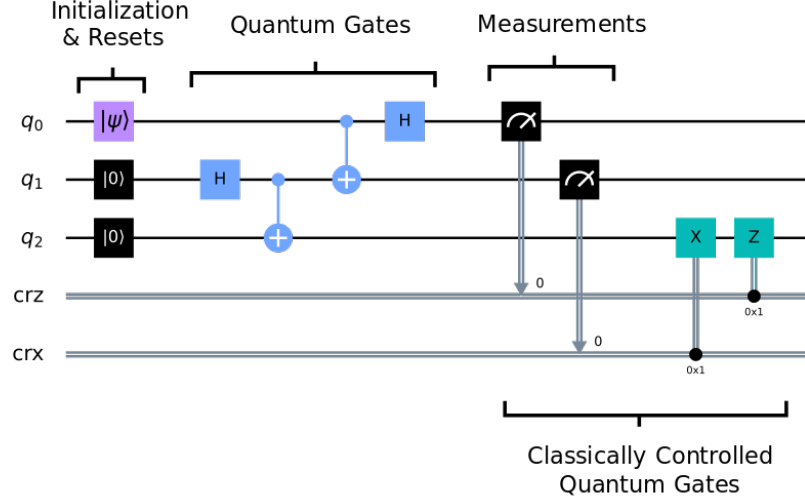 Initialization
& Resets
Quantum Gates
Measurements
q₀ |ψ⟩ H
q₁ |0⟩ H
q₂ |0⟩ X Z
crz 0
0x1
crx 0
0x1
Classically Controlled
Quantum Gates